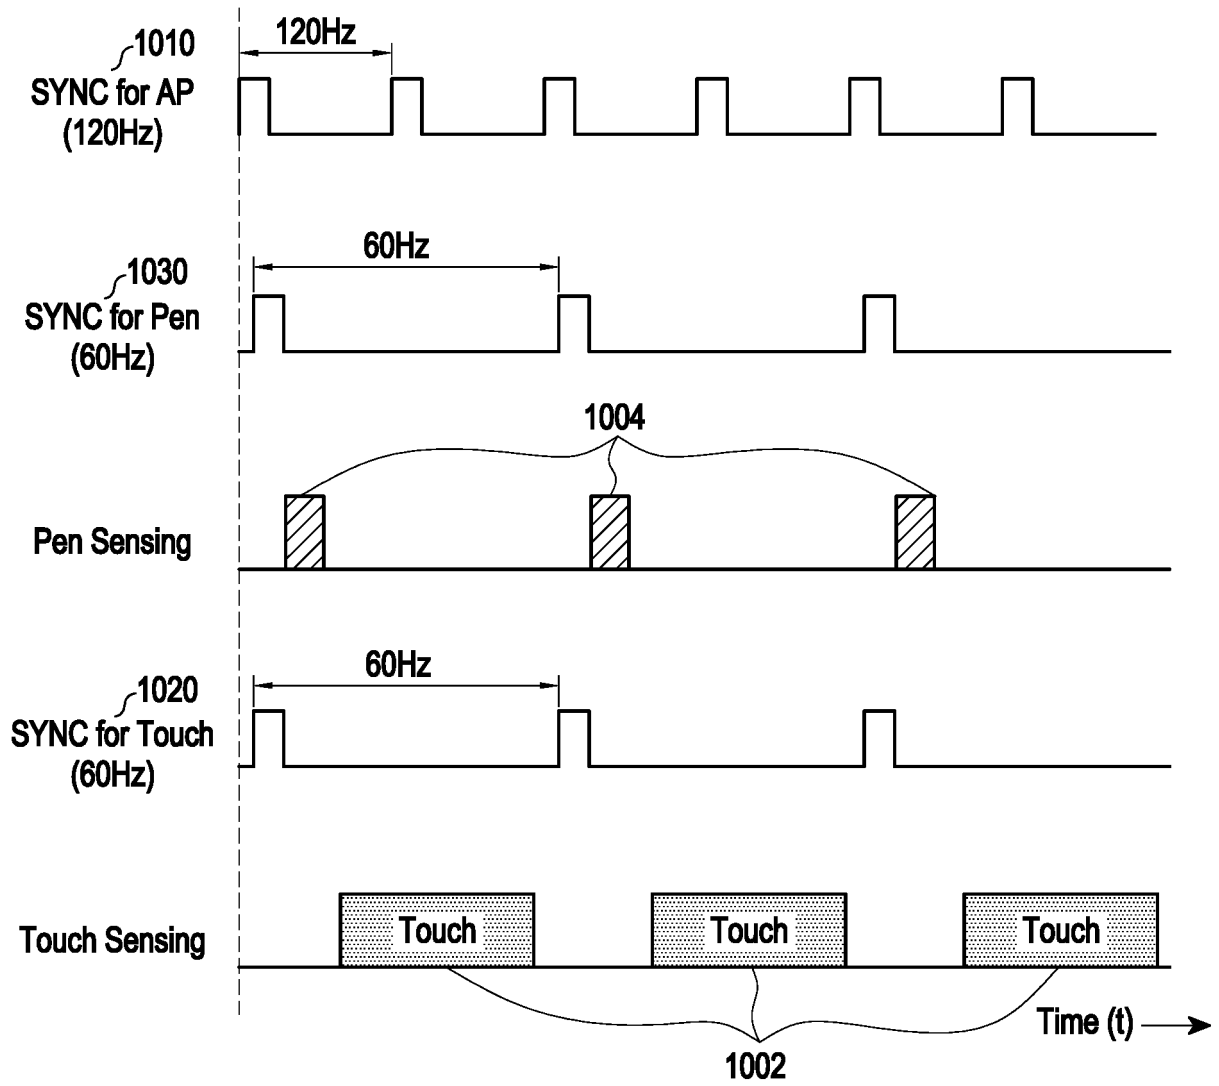 120Hz
1010
SYNC for AP
(120Hz)
60Hz
1030
SYNC for Pen
(60Hz)
1004
Pen Sensing
60Hz
1020
SYNC for Touch
(60Hz)
Touch Touch Touch
Touch Sensing
Time (t)
1002